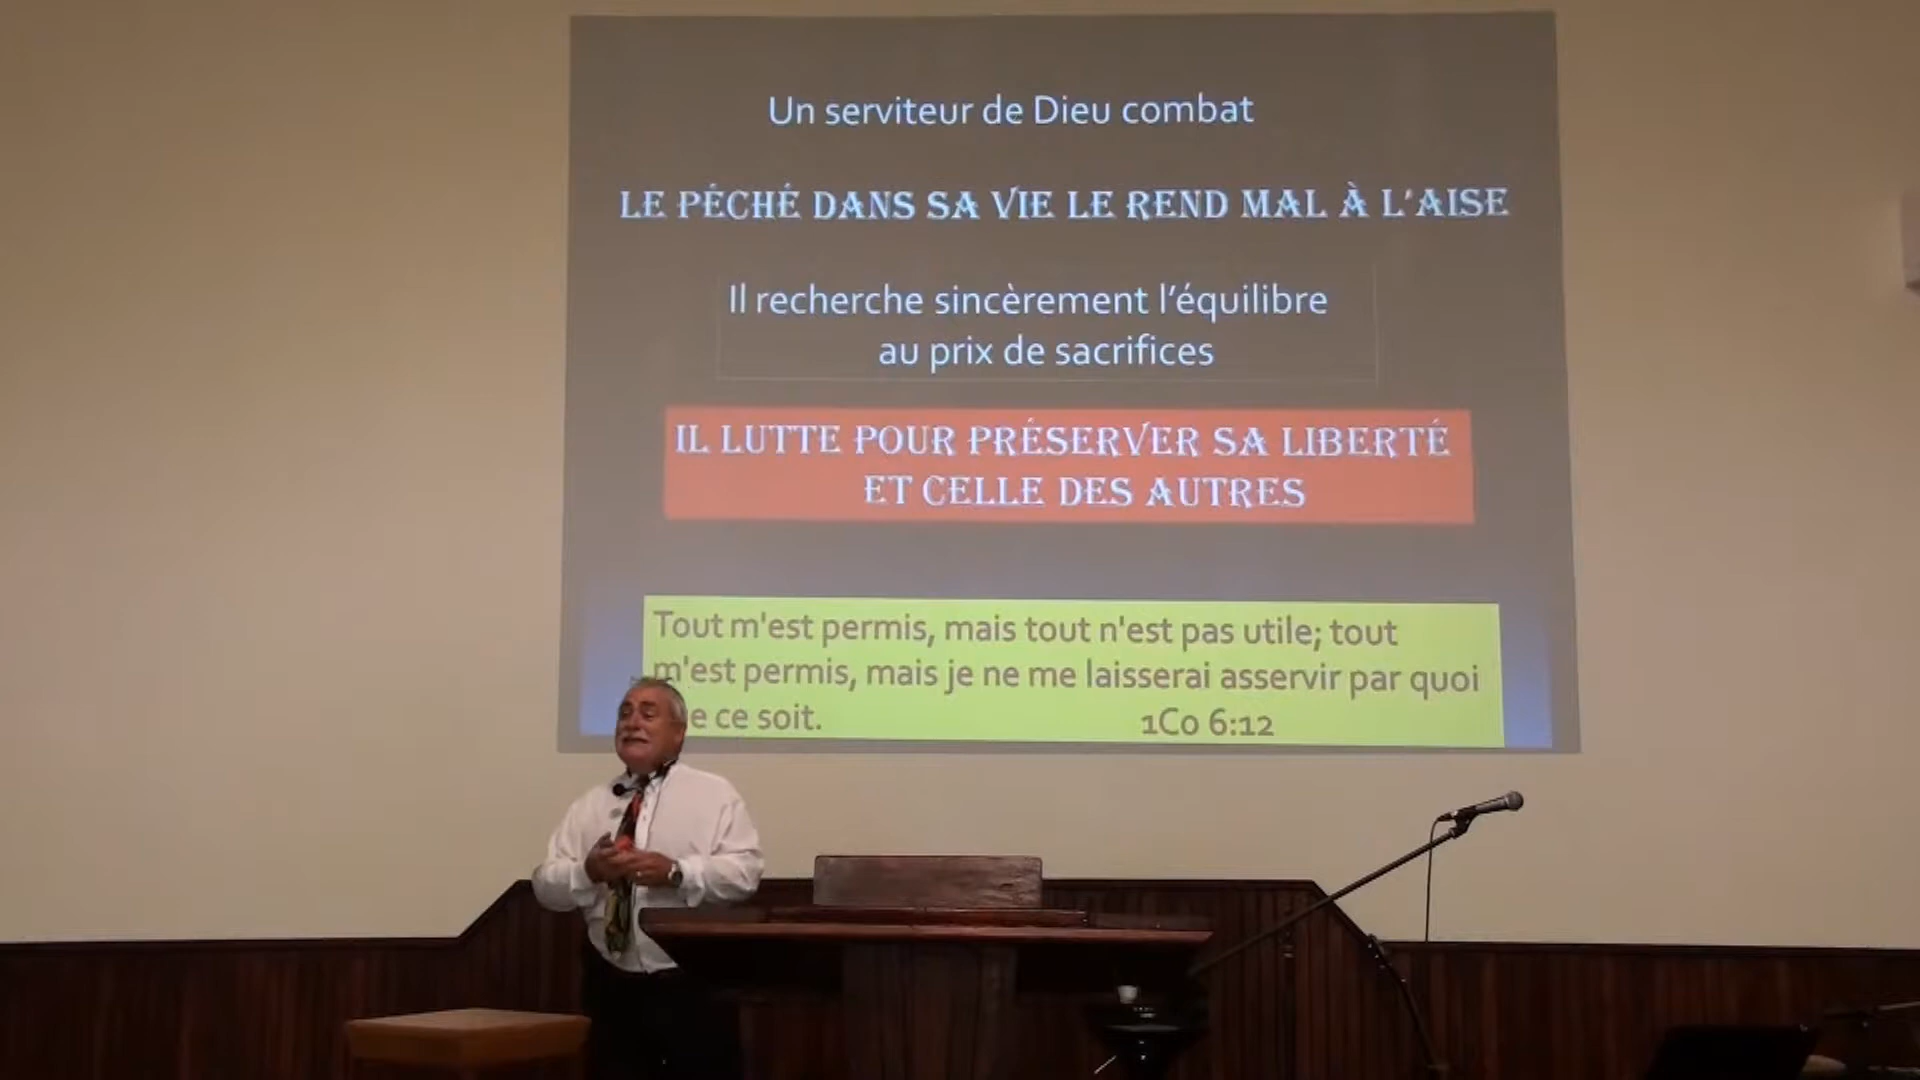 Un serviteur de Dieu combat
LE PÉCHÉ DANS SA VIE LE REND MAL À L'AISE
Il recherche sincèrement l'équilibre
au prix de sacrifices
IL LUTTE POUR PRÉSERVER SA LIBERTÉ
ET CELLE DES AUTRES
Tout m'est permis, mais tout n'est pas utile; tout
m'est permis, mais je ne me laisserai asservir par quoi
ce soit. 1Co 6:12